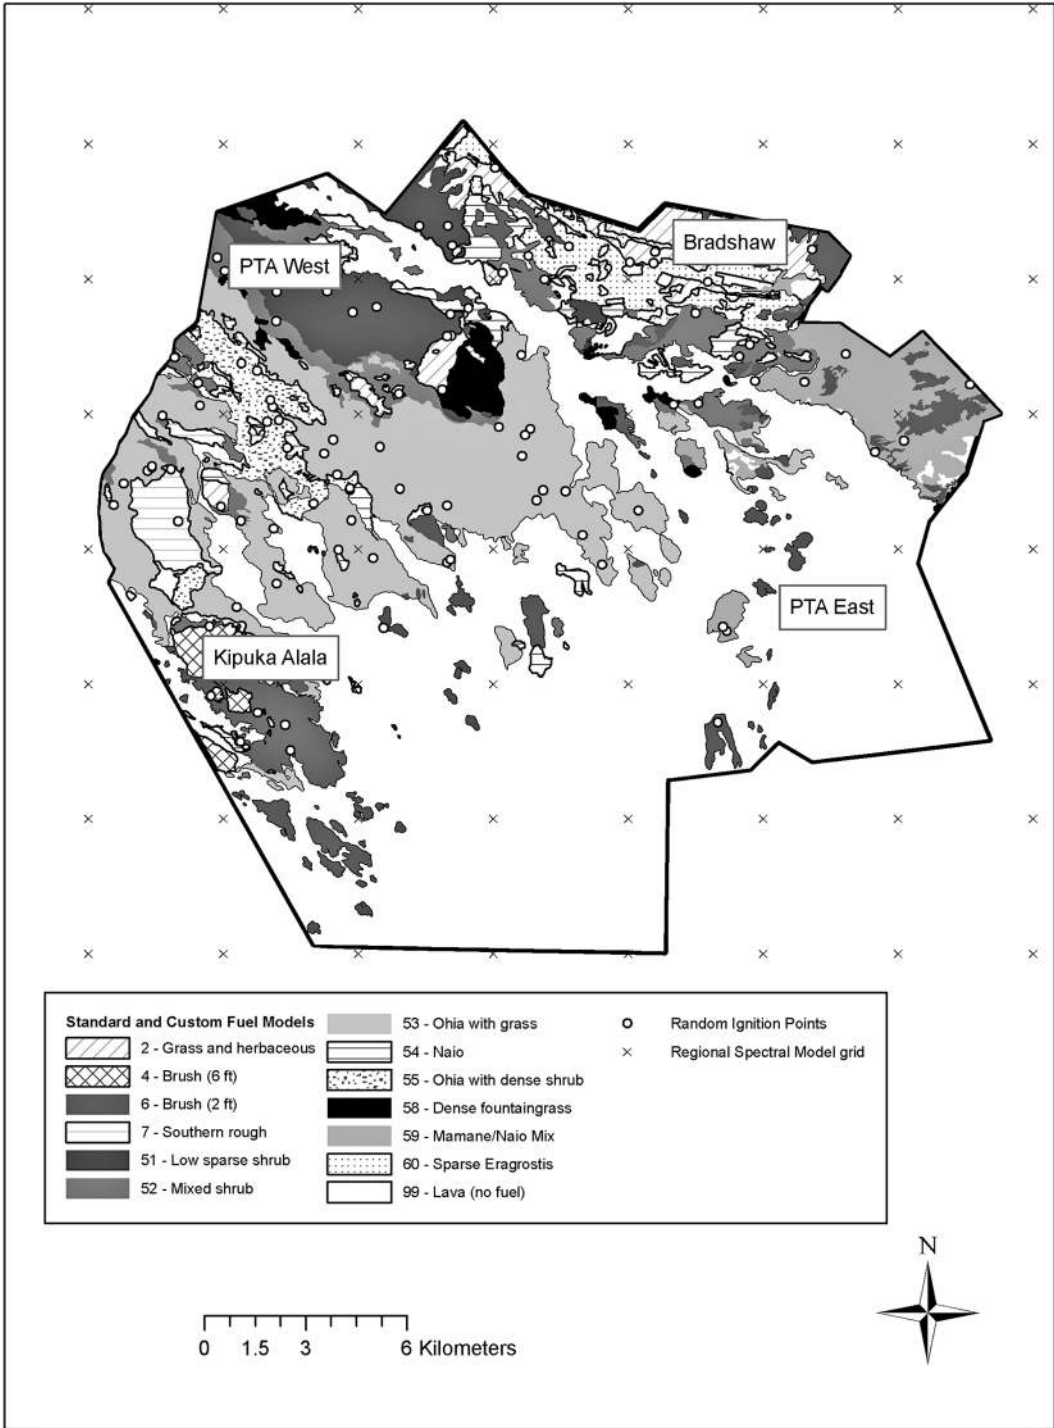 Bradshaw
PTA West
PTA East
Kipuka Alala
Standard and Custom Fuel Models
2 - Grass and herbaceous
4 - Brush (6 ft)
6 - Brush (2 ft)
7 - Southern rough
51 - Low sparse shrub
52 - Mixed shrub
53 - Ohia with grass
54 - Naio
55 - Ohia with dense shrub
58 - Dense fountaingrass
59 - Mamane/Naio Mix
60 - Sparse Eragrostis
99 - Lava (no fuel)
Random Ignition Points
Regional Spectral Model grid
N
0 1.5 3 6 Kilometers